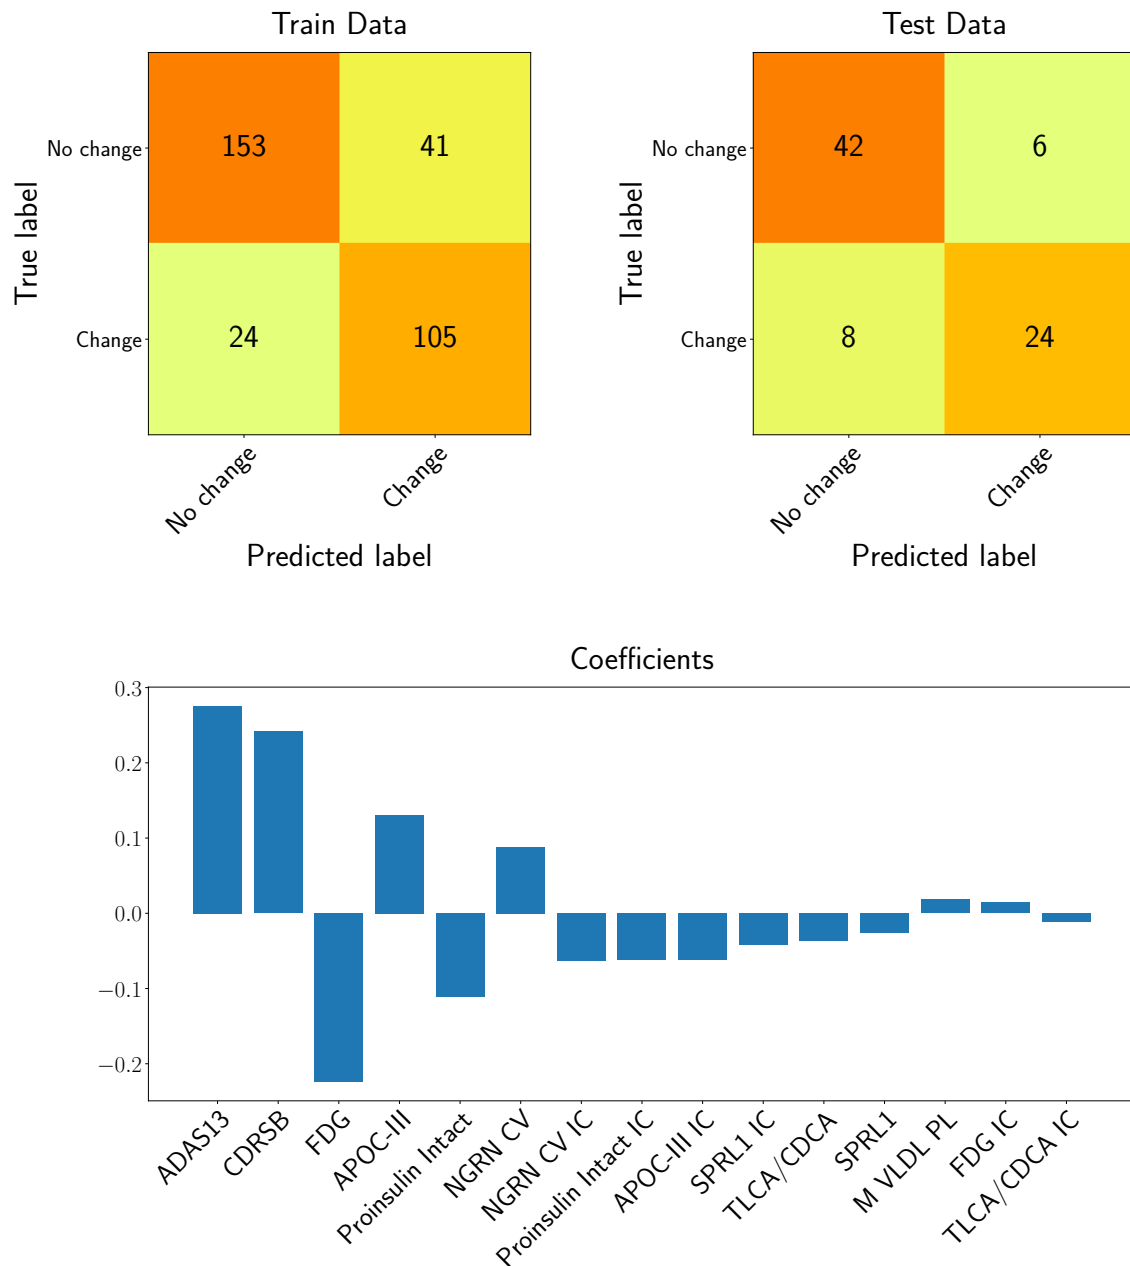 Train Data
Test Data
True label
No change
153
41
Change
24
105
No change
Change
Predicted label
True label
No change
42
6
Change
8
24
No change
Change
Predicted label
Coefficients
0.3
0.2
0.1
0.0
−0.1
−0.2
ADAS13
CDRSB
FDG
APOC-III
Proinsulin Intact
NGRN CV
NGRN CV IC
Proinsulin Intact IC
APOC-III IC
SPRL1 IC
TLCA/CDCA
SPRL1
M VLDL PL
FDG IC
TLCA/CDCA IC